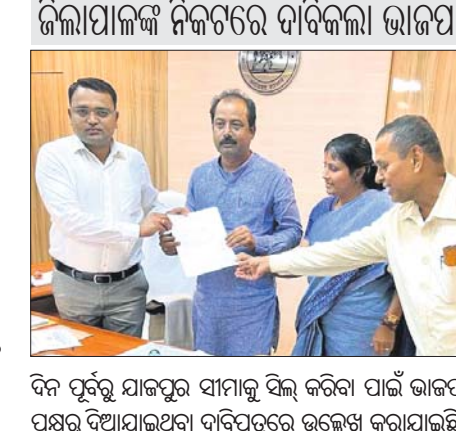 ଜିଲାପାଳଙ୍କ ନିକଟରେ ଦାବିକଲା ଭାଜପ
ଦିନ ପୂର୍ବରୁ ଯାଜପୁର ସୀମାକୁ ସିଲ୍ କରିବା ପାଇଁ ଭାଜପ
ପକ୍ଷରୁ ଦିଆଯାଇଥିବା ଦାବିପତ୍ରରେ ଉଲ୍ଲେଖ କରାଯାଇଛି